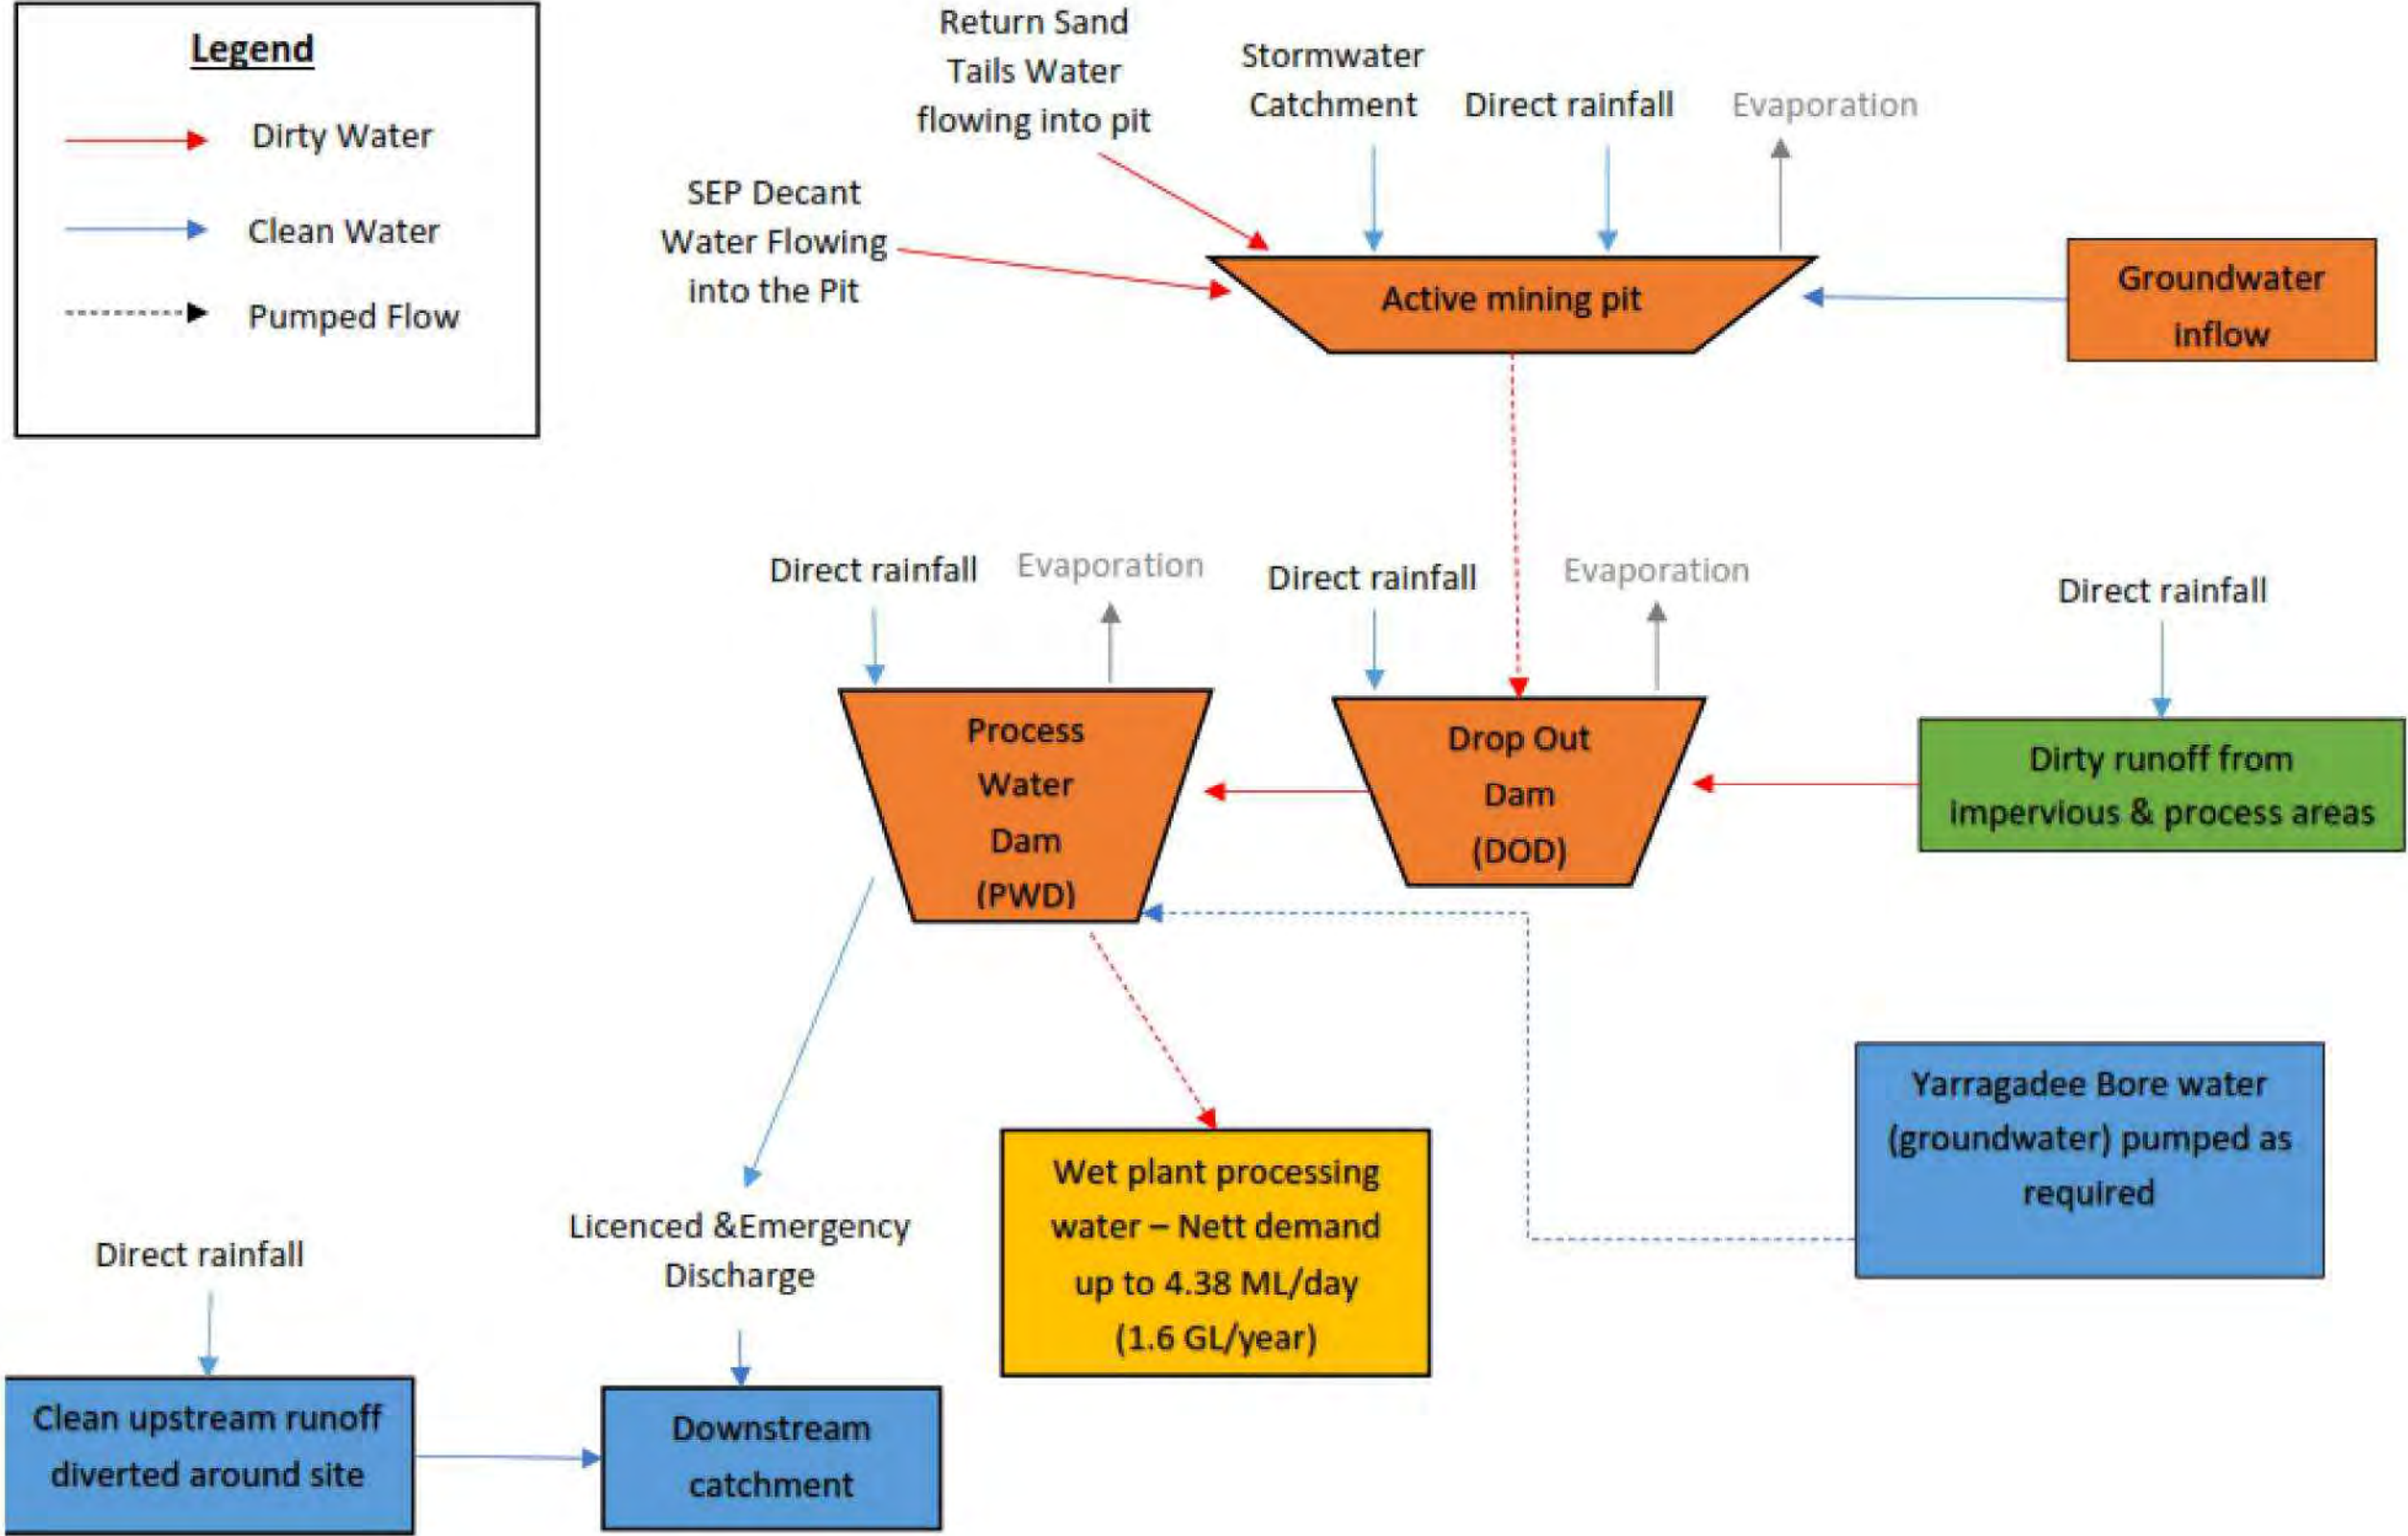 Legend
Dirty Water
Clean Water
Pumped Flow
Return Sand
Tails Water
flowing into pit
Stormwater
Catchment
Direct rainfall
Evaporation
SEP Decant
Water Flowing
into the Pit
Active mining pit
Groundwater
inflow
Direct rainfall
Evaporation
Direct rainfall
Evaporation
Direct rainfall
Process
Water
Dam
(PWD)
Drop Out
Dam
(DOD)
Dirty runoff from
impervious & process areas
Yarragadee Bore water
(groundwater) pumped as
required
Wet plant processing
water – Nett demand
up to 4.38 ML/day
(1.6 GL/year)
Licenced &Emergency
Discharge
Direct rainfall
Clean upstream runoff
diverted around site
Downstream
catchment